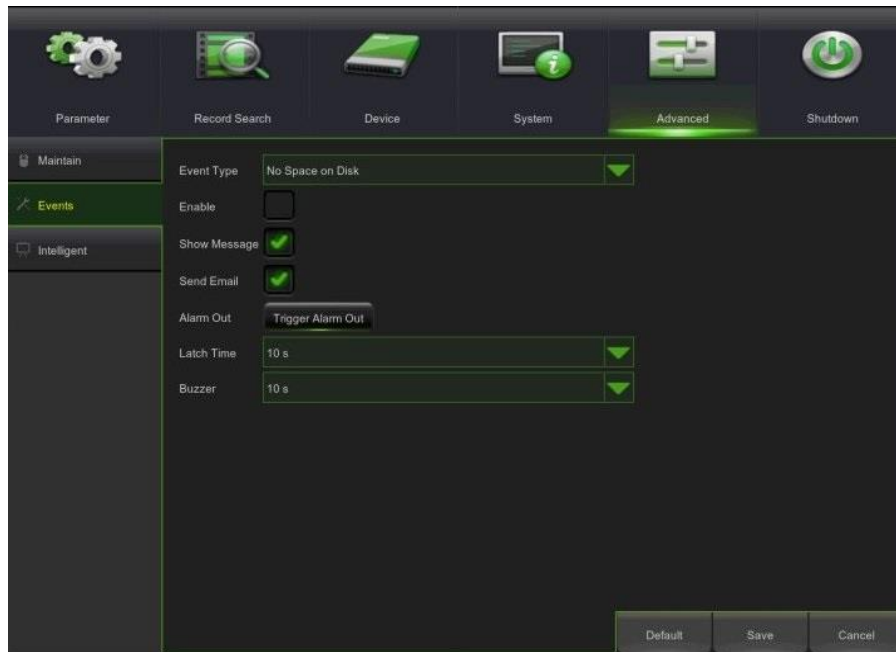 Parameter Record Search Device System Advanced Shutdown
Maintain
Events
Intelligent
Event Type No Space on Disk
Enable
Show Message
Send Email
Alarm Out Trigger Alarm Out
Latch Time 10 s
Buzzer 10 s
Default Save Cancel